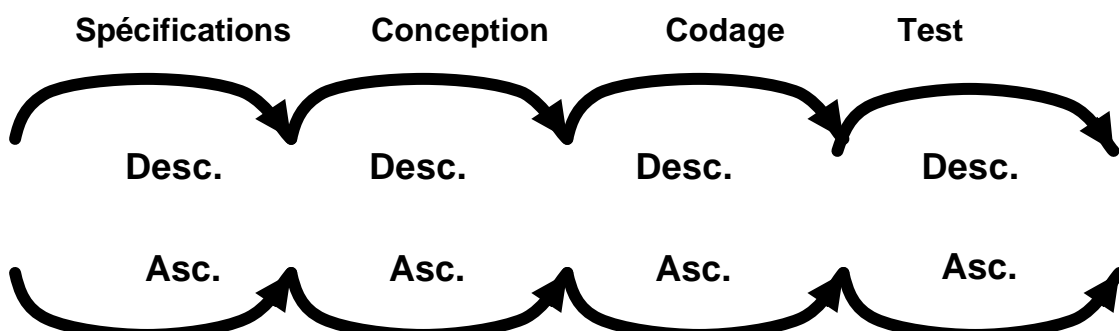 Spécifications Conception Codage Test
Desc. Desc. Desc. Desc.
Asc. Asc. Asc. Asc.